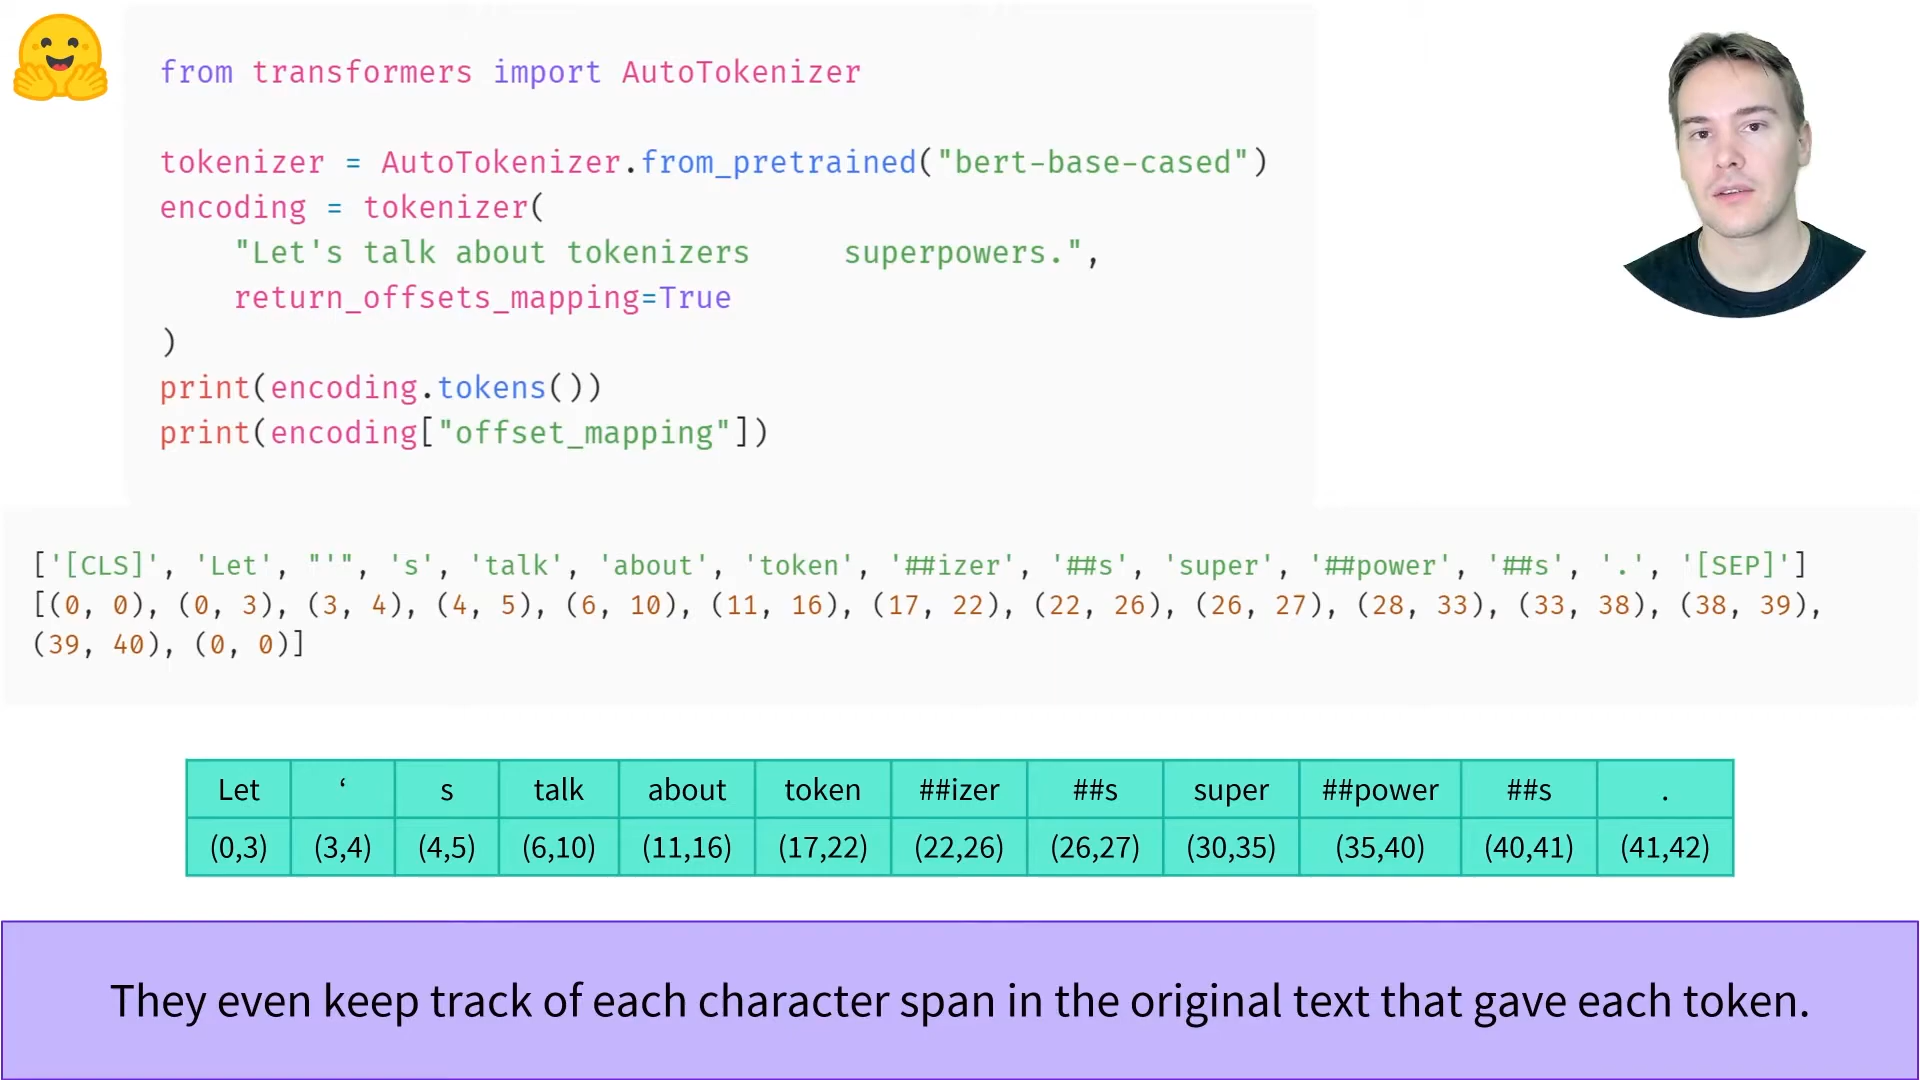 from transformers import AutoTokenizer
tokenizer = AutoTokenizer.from_pretrained("bert-base-cased")
encoding = tokenizer(
    "Let's talk about tokenizers     superpowers.",
    return_offsets_mapping=True
)
print(encoding.tokens())
print(encoding["offset_mapping"])
['[CLS]', 'Let', "'", 's', 'talk', 'about', 'token', '##izer', '##s', 'super', '##power', '##s', '.', '[SEP]']
[(0, 0), (0, 3), (3, 4), (4, 5), (6, 10), (11, 16), (17, 22), (22, 26), (26, 27), (28, 33), (33, 38), (38, 39),
(39, 40), (0, 0)]
Let ‘ s talk about token ##izer ##s super ##power ##s .
(0,3) (3,4) (4,5) (6,10) (11,16) (17,22) (22,26) (26,27) (30,35) (35,40) (40,41) (41,42)
They even keep track of each character span in the original text that gave each token.